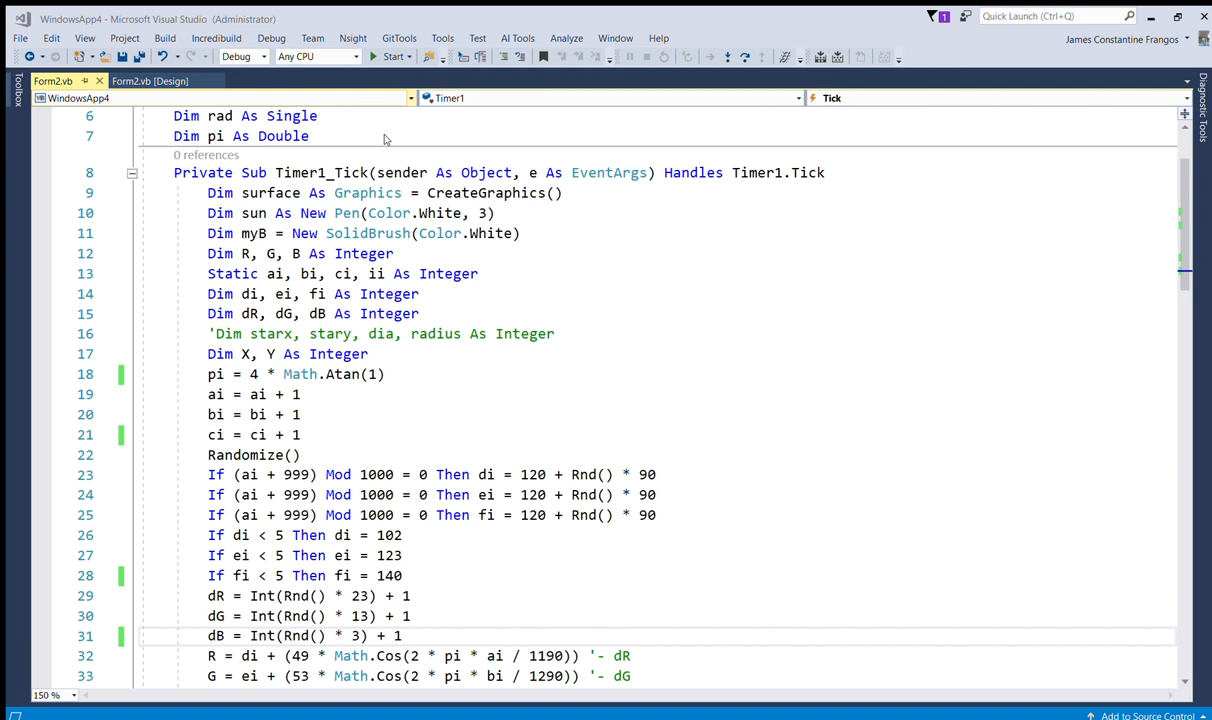 WindowsApp4 - Microsoft Visual Studio (Administrator)
1
Quick Launch (Ctrl+Q)
File Edit View Project Build Incredibuild Debug Team Nsight GitTools Tools Test AI Tools Analyze Window Help
James Constantine Frangos
Debug Any CPU Start
Form2.vb Form2.vb [Design]
Toolbox
Diagnostic Tools
WindowsApp4 Timer1 Tick
6 Dim rad As Single
7 Dim pi As Double
0 references
8 Private Sub Timer1_Tick(sender As Object, e As EventArgs) Handles Timer1.Tick
9 Dim surface As Graphics = CreateGraphics()
10 Dim sun As New Pen(Color.White, 3)
11 Dim myB = New SolidBrush(Color.White)
12 Dim R, G, B As Integer
13 Static ai, bi, ci, ii As Integer
14 Dim di, ei, fi As Integer
15 Dim dR, dG, dB As Integer
16 'Dim starx, stary, dia, radius As Integer
17 Dim X, Y As Integer
18 pi = 4 * Math.Atan(1)
19 ai = ai + 1
20 bi = bi + 1
21 ci = ci + 1
22 Randomize()
23 If (ai + 999) Mod 1000 = 0 Then di = 120 + Rnd() * 90
24 If (ai + 999) Mod 1000 = 0 Then ei = 120 + Rnd() * 90
25 If (ai + 999) Mod 1000 = 0 Then fi = 120 + Rnd() * 90
26 If di < 5 Then di = 102
27 If ei < 5 Then ei = 123
28 If fi < 5 Then fi = 140
29 dR = Int(Rnd() * 23) + 1
30 dG = Int(Rnd() * 13) + 1
31 dB = Int(Rnd() * 3) + 1
32 R = di + (49 * Math.Cos(2 * pi * ai / 1190)) '- dR
33 G = ei + (53 * Math.Cos(2 * pi * bi / 1290)) '- dG
150 %
Add to Source Control